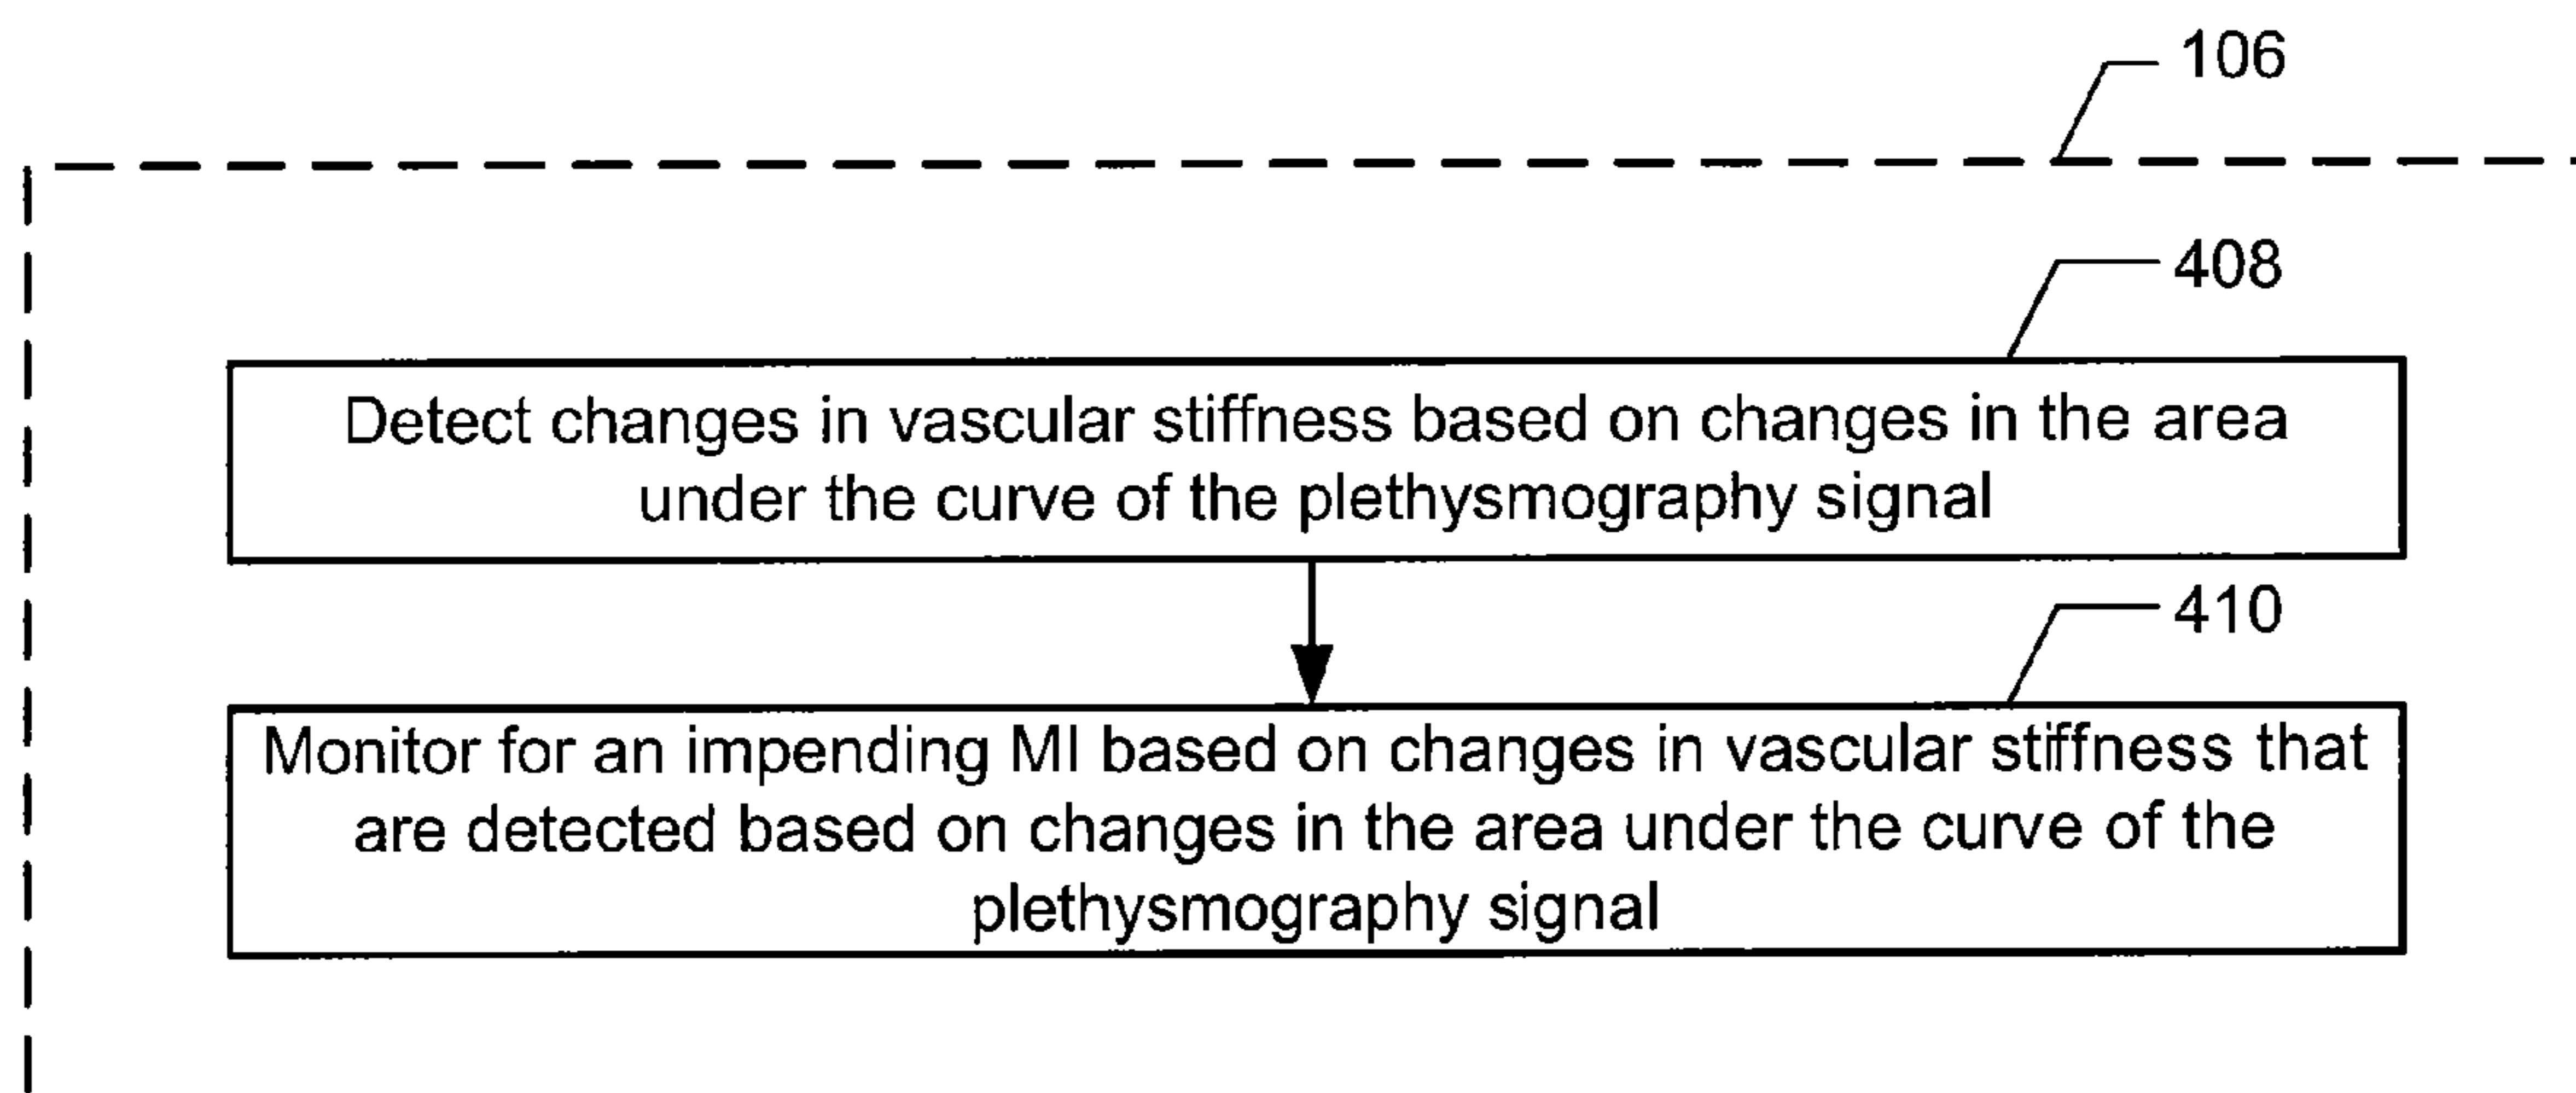 106
408
Detect changes in vascular stiffness based on changes in the area
under the curve of the plethysmography signal
410
Monitor for an impending MI based on changes in vascular stiffness that
are detected based on changes in the area under the curve of the
plethysmography signal